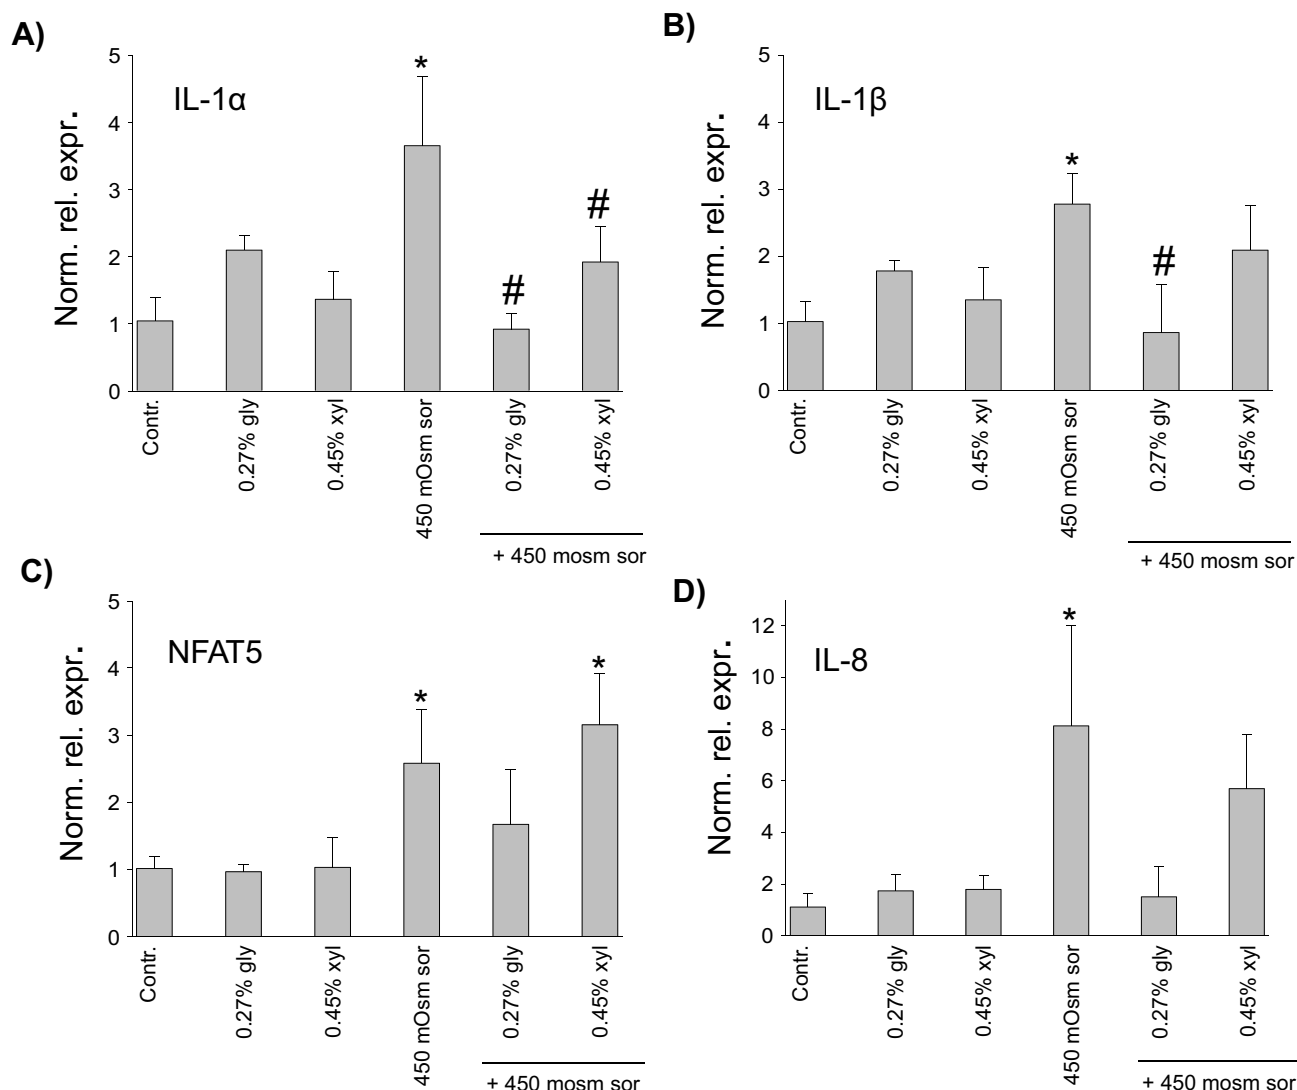 A)
IL-1α
Norm. rel. expr.
5
4
3
2
1
0
*
#
#
Contr.
0.27% gly
0.45% xyl
450 mOsm sor
0.27% gly
0.45% xyl
+ 450 mosm sor
B)
IL-1β
Norm. rel. expr.
5
4
3
2
1
0
*
#
Contr.
0.27% gly
0.45% xyl
450 mOsm sor
0.27% gly
0.45% xyl
+ 450 mosm sor
C)
NFAT5
Norm. rel. expr.
5
4
3
2
1
0
*
*
Contr.
0.27% gly
0.45% xyl
450 mOsm sor
0.27% gly
0.45% xyl
+ 450 mosm sor
D)
IL-8
Norm. rel. expr.
12
10
8
6
4
2
0
*
Contr.
0.27% gly
0.45% xyl
450 mOsm sor
0.27% gly
0.45% xyl
+ 450 mosm sor